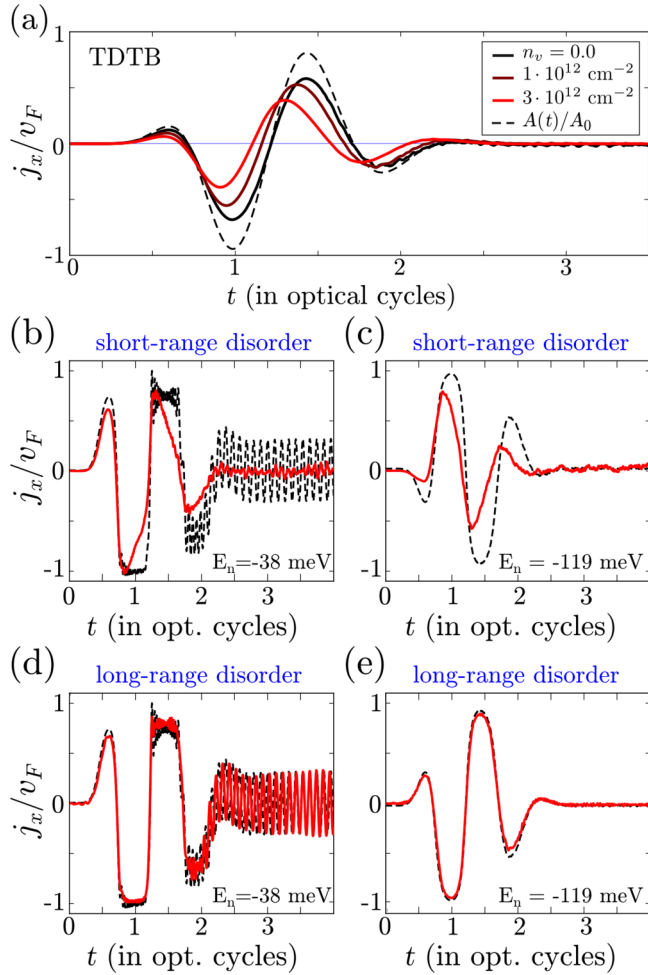 (a)
TDTB
n_v = 0.0
1 · 10^12 cm^−2
3 · 10^12 cm^−2
A(t)/A_0
j_x/v_F
1
0
-1
0 1 2 3
t (in optical cycles)
(b) short-range disorder
j_x/v_F
1
0
-1
E_n=-38 meV
0 1 2 3
t (in opt. cycles)
(c) short-range disorder
1
0
-1
E_n = -119 meV
0 1 2 3
t (in opt. cycles)
(d) long-range disorder
j_x/v_F
1
0
-1
E_n=-38 meV
0 1 2 3
t (in opt. cycles)
(e) long-range disorder
1
0
-1
E_n = -119 meV
0 1 2 3
t (in opt. cycles)